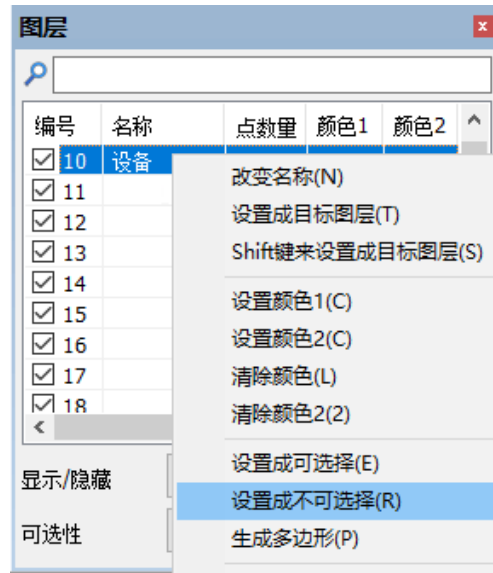 图层
编号 名称 点数量 颜色1 颜色2
10 设备
11
12
13
14
15
16
17
18
显示/隐藏
可选性
改变名称(N)
设置成目标图层(T)
Shift键来设置成目标图层(S)
设置颜色1(C)
设置颜色2(C)
清除颜色(L)
清除颜色2(2)
设置成可选择(E)
设置成不可选择(R)
生成多边形(P)